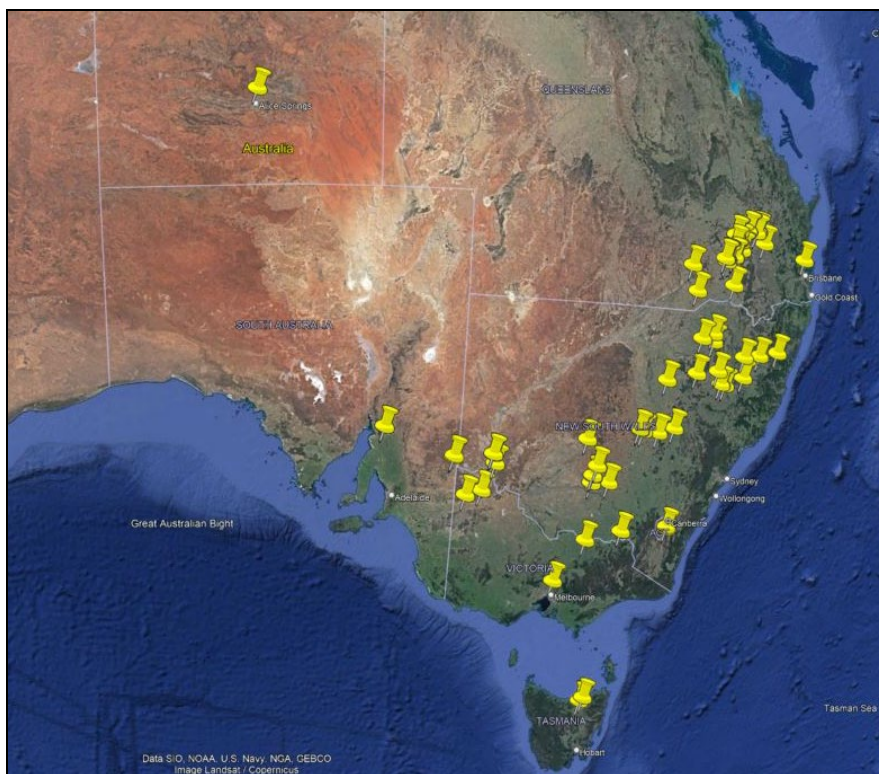 Alice Springs
QUEENSLAND
Australia
Brisbane
Gold Coast
SOUTH AUSTRALIA
NEW SOUTH WALES
Sydney
Adelaide
Wollongong
Great Australian Bight
Canberra
VICTORIA
Melbourne
Tasman Sea
TASMANIA
Hobart
Data SIO, NOAA, U.S. Navy, NGA, GEBCO
Image Landsat / Copernicus